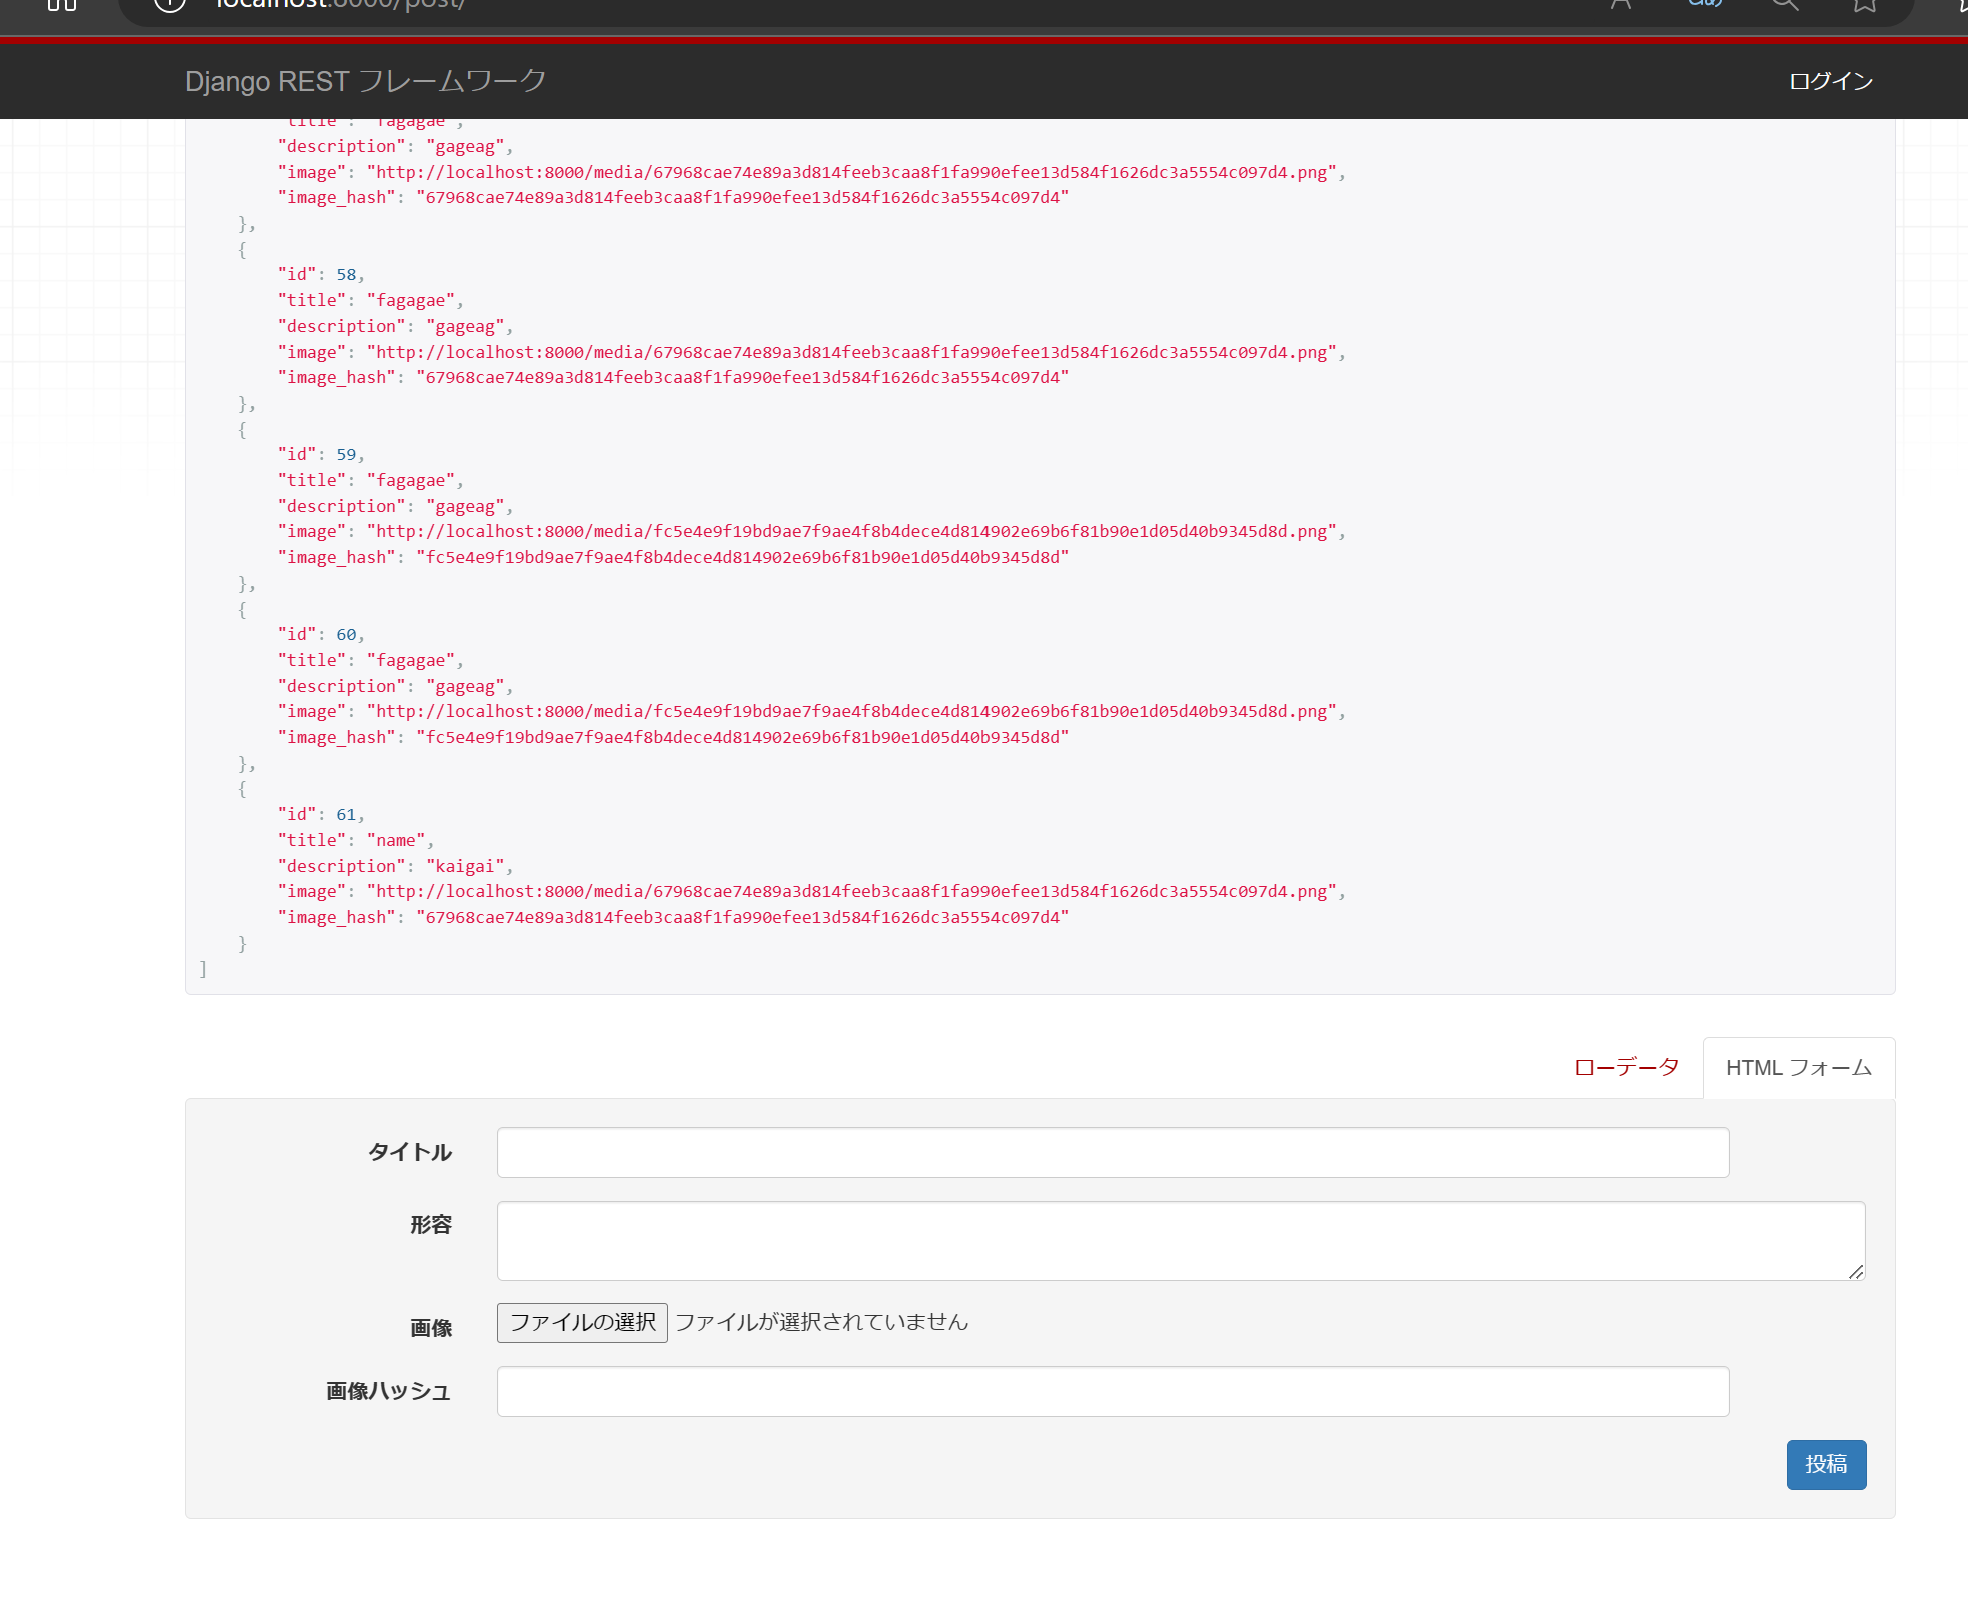 localhost:8000/post/
Django REST フレームワーク
ログイン
"title": "fagagae",
"description": "gageag",
"image": "http://localhost:8000/media/67968cae74e89a3d814feeb3caa8f1fa990efee13d584f1626dc3a5554c097d4.png",
"image_hash": "67968cae74e89a3d814feeb3caa8f1fa990efee13d584f1626dc3a5554c097d4"
},
{
"id": 58,
"title": "fagagae",
"description": "gageag",
"image": "http://localhost:8000/media/67968cae74e89a3d814feeb3caa8f1fa990efee13d584f1626dc3a5554c097d4.png",
"image_hash": "67968cae74e89a3d814feeb3caa8f1fa990efee13d584f1626dc3a5554c097d4"
},
{
"id": 59,
"title": "fagagae",
"description": "gageag",
"image": "http://localhost:8000/media/fc5e4e9f19bd9ae7f9ae4f8b4dece4d814902e69b6f81b90e1d05d40b9345d8d.png",
"image_hash": "fc5e4e9f19bd9ae7f9ae4f8b4dece4d814902e69b6f81b90e1d05d40b9345d8d"
},
{
"id": 60,
"title": "fagagae",
"description": "gageag",
"image": "http://localhost:8000/media/fc5e4e9f19bd9ae7f9ae4f8b4dece4d814902e69b6f81b90e1d05d40b9345d8d.png",
"image_hash": "fc5e4e9f19bd9ae7f9ae4f8b4dece4d814902e69b6f81b90e1d05d40b9345d8d"
},
{
"id": 61,
"title": "name",
"description": "kaigai",
"image": "http://localhost:8000/media/67968cae74e89a3d814feeb3caa8f1fa990efee13d584f1626dc3a5554c097d4.png",
"image_hash": "67968cae74e89a3d814feeb3caa8f1fa990efee13d584f1626dc3a5554c097d4"
}
]
ローデータ
HTML フォーム
タイトル
形容
画像
ファイルの選択 ファイルが選択されていません
画像ハッシュ
投稿